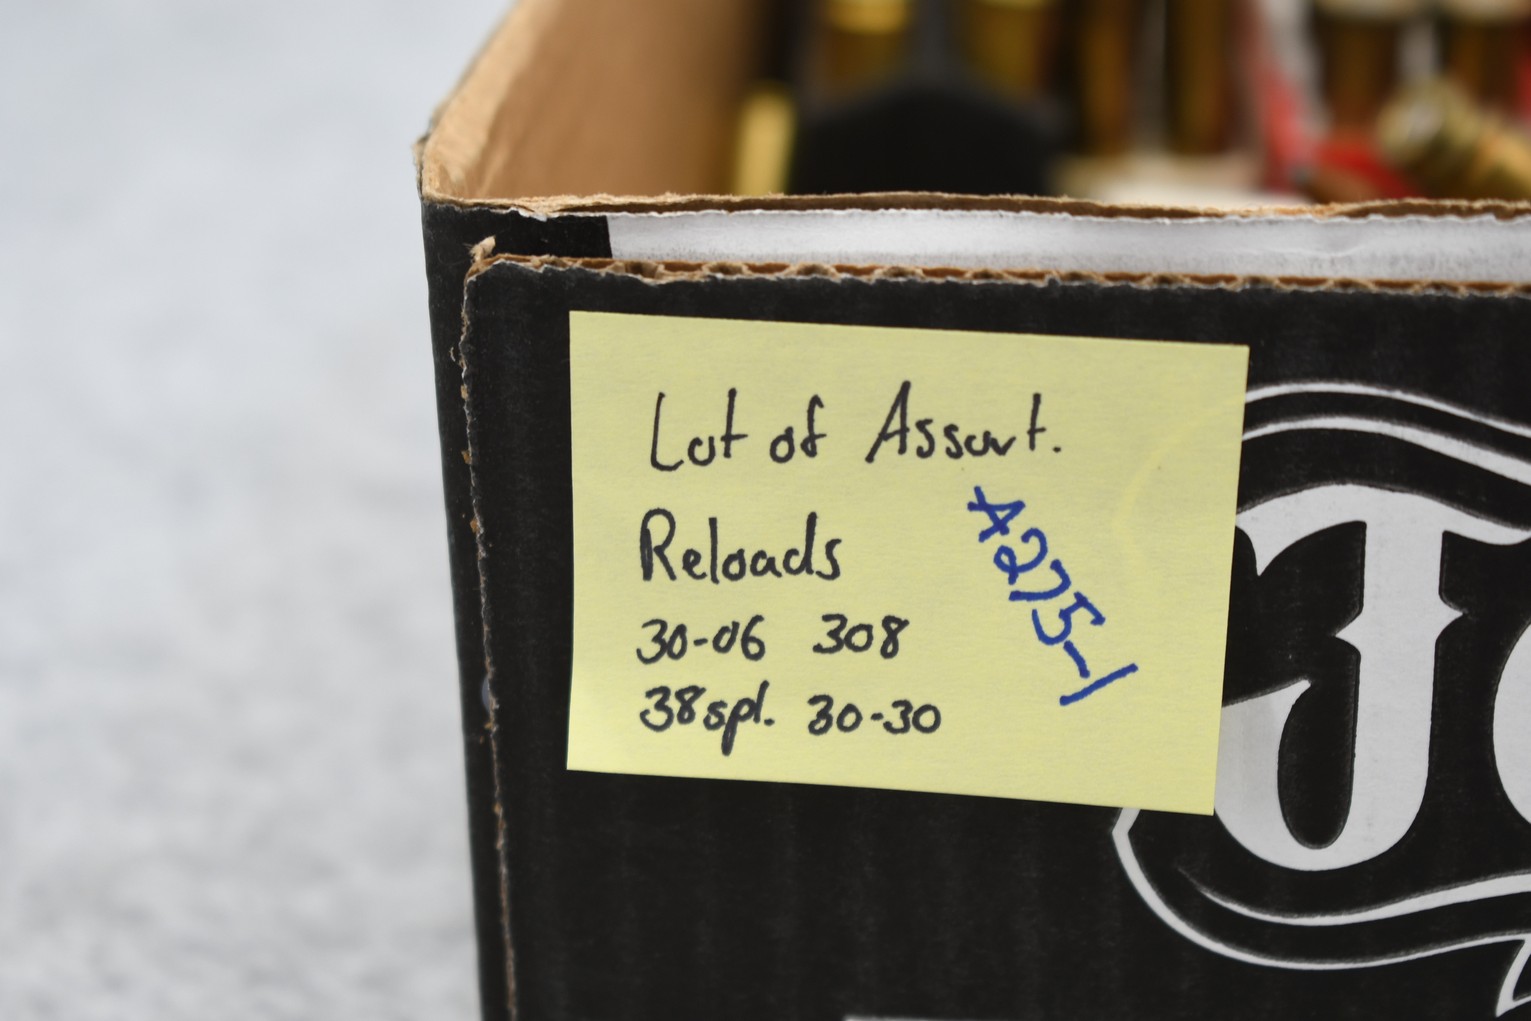 Lot of Assort.
Reloads
A275-1
30-06 308
38spl. 30-30